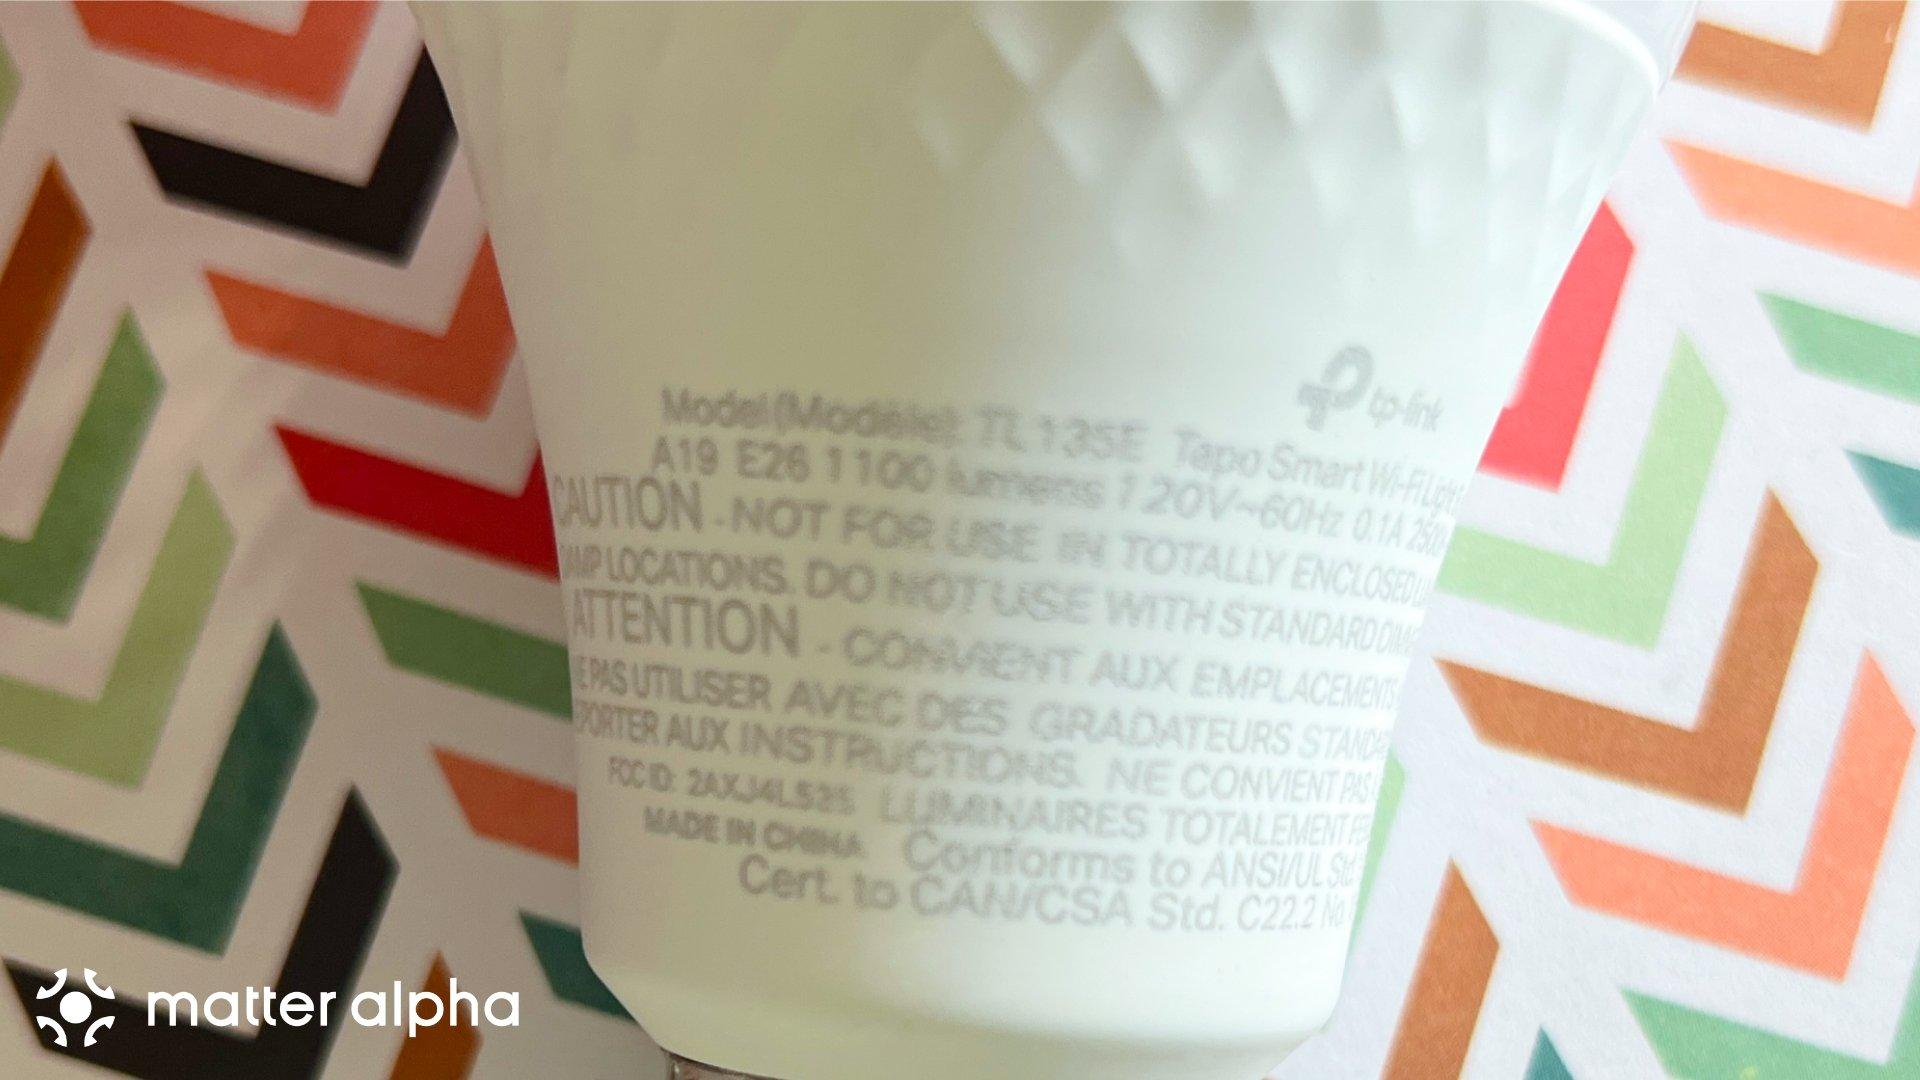 tp-link
Model (Modèle): TL135E Tapo Smart Wi-Fi Light
A19 E26 1100 lumens 120V~60Hz 0.1A
CAUTION - NOT FOR USE IN TOTALLY ENCLOSED
LOCATIONS. DO NOT USE WITH STANDARD
ATTENTION - CONVIENT AUX EMPLACEMENTS
PAS UTILISER AVEC DES GRADATEURS
AUX INSTRUCTIONS. NE CONVIENT PAS
FCC ID: LUMINAIRES TOTALEMENT
MADE IN CHINA Conforms to ANSI/UL Std.
Cert. to CAN/CSA Std. C22.2 No.
matter alpha